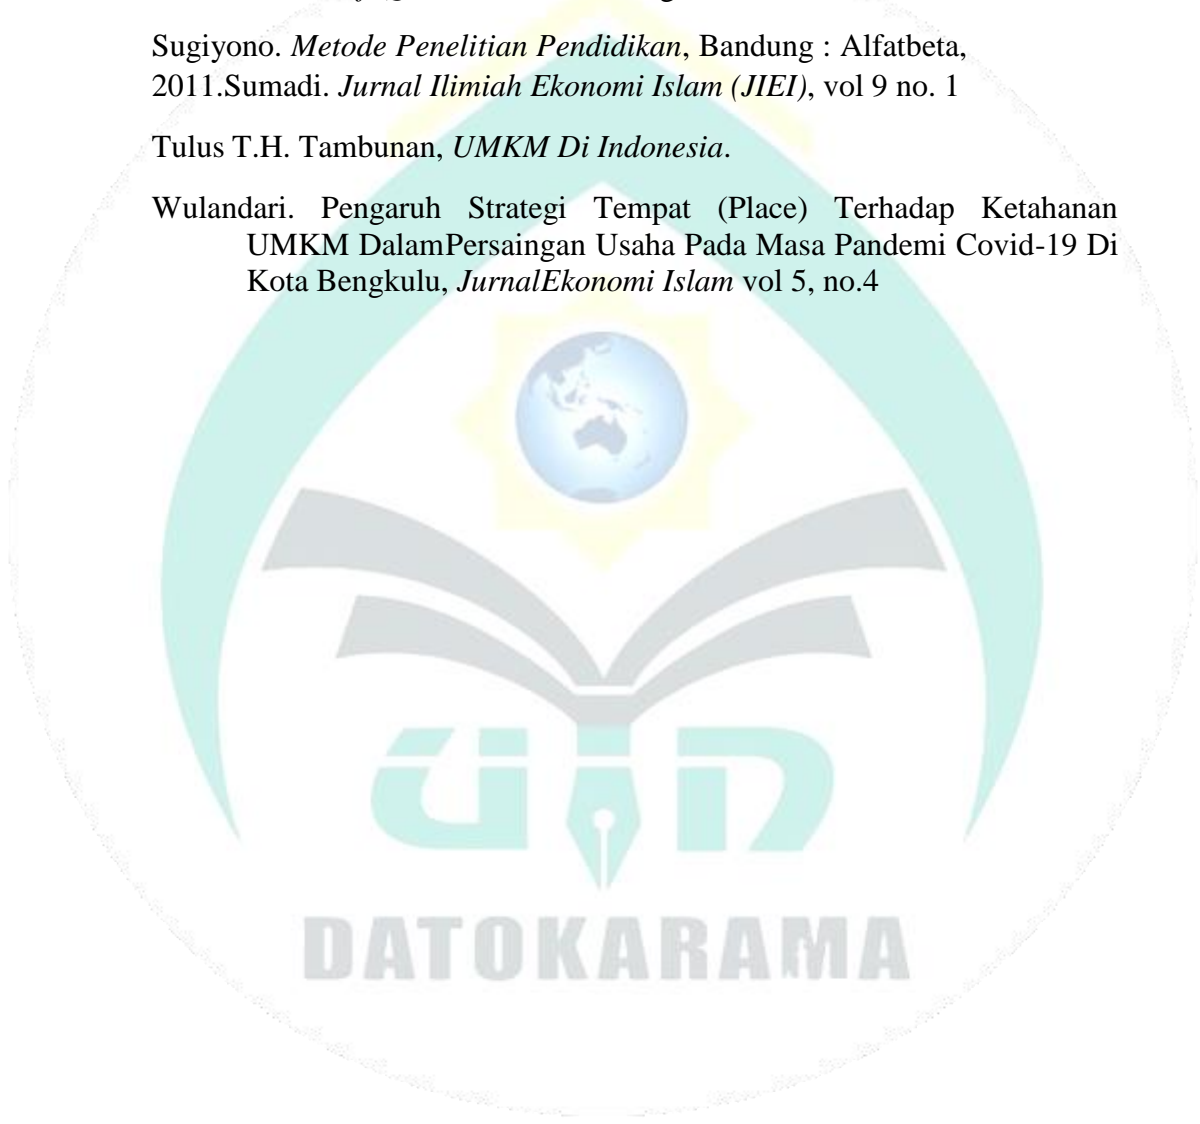 Sugiyono. Metode Penelitian Pendidikan, Bandung : Alfatbeta,
2011.Sumadi. Jurnal Ilimiah Ekonomi Islam (JIEI), vol 9 no. 1
Tulus T.H. Tambunan, UMKM Di Indonesia.
Wulandari. Pengaruh Strategi Tempat (Place) Terhadap Ketahanan
UMKM DalamPersaingan Usaha Pada Masa Pandemi Covid-19 Di
Kota Bengkulu, JurnalEkonomi Islam vol 5, no.4
UIN
DATOKARAMA